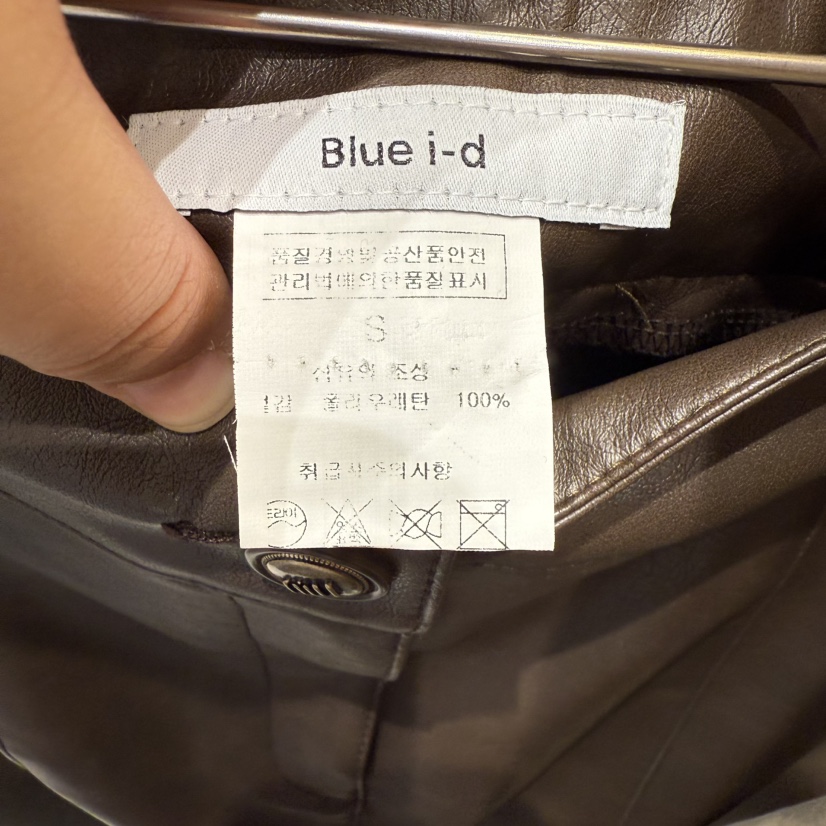 Blue i-d
품질경영및공산품안전
관리법에의한품질표시
S
섬유의 조성
겉감 폴리우레탄 100%
취급시주의사항
드라이